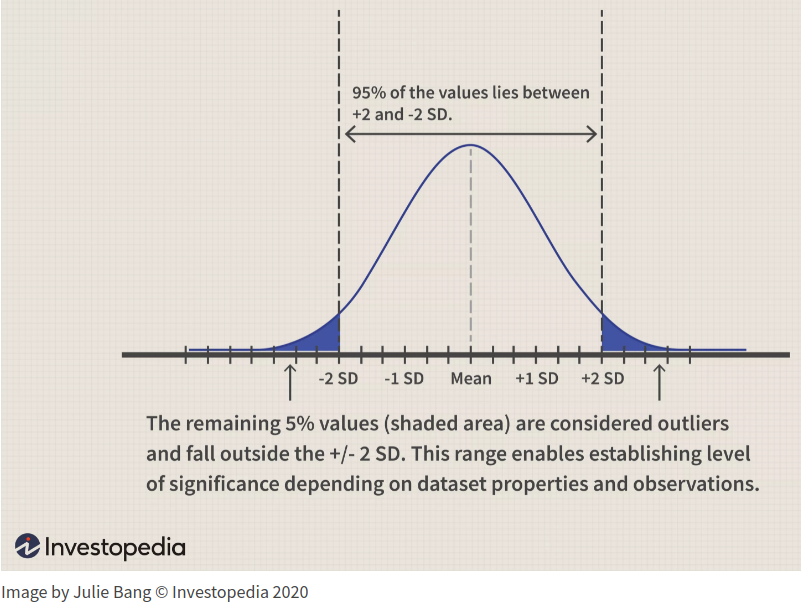 95% of the values lies between
+2 and -2 SD.
-2 SD -1 SD Mean +1 SD +2 SD
The remaining 5% values (shaded area) are considered outliers
and fall outside the +/- 2 SD. This range enables establishing level
of significance depending on dataset properties and observations.
Investopedia
Image by Julie Bang © Investopedia 2020